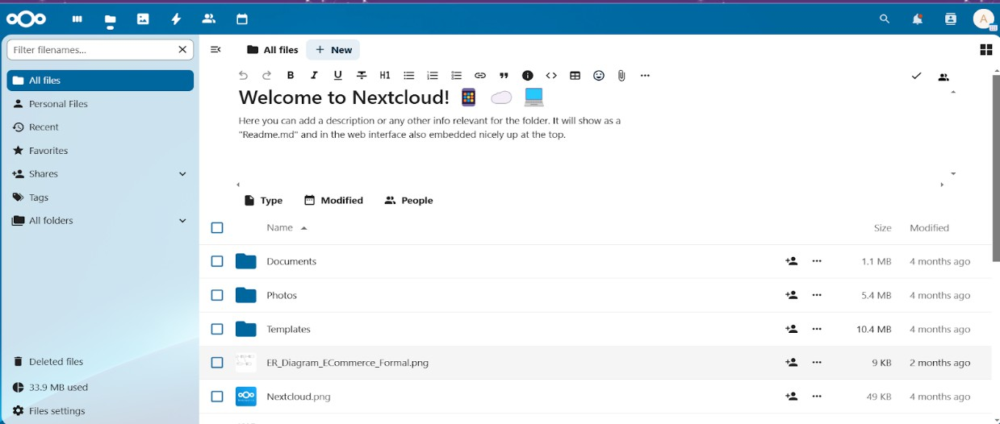 A
Filter filenames...
All files
Personal Files
Recent
Favorites
Shares
Tags
All folders
Deleted files
33.9 MB used
Files settings
All files
+ New
B I U S H1
Welcome to Nextcloud!
Here you can add a description or any other info relevant for the folder. It will show as a
"Readme.md" and in the web interface also embedded nicely up at the top.
Type Modified People
Name Size Modified
Documents 1.1 MB 4 months ago
Photos 5.4 MB 4 months ago
Templates 10.4 MB 4 months ago
ER_Diagram_ECommerce_Formal.png 9 KB 2 months ago
Nextcloud.png 49 KB 4 months ago